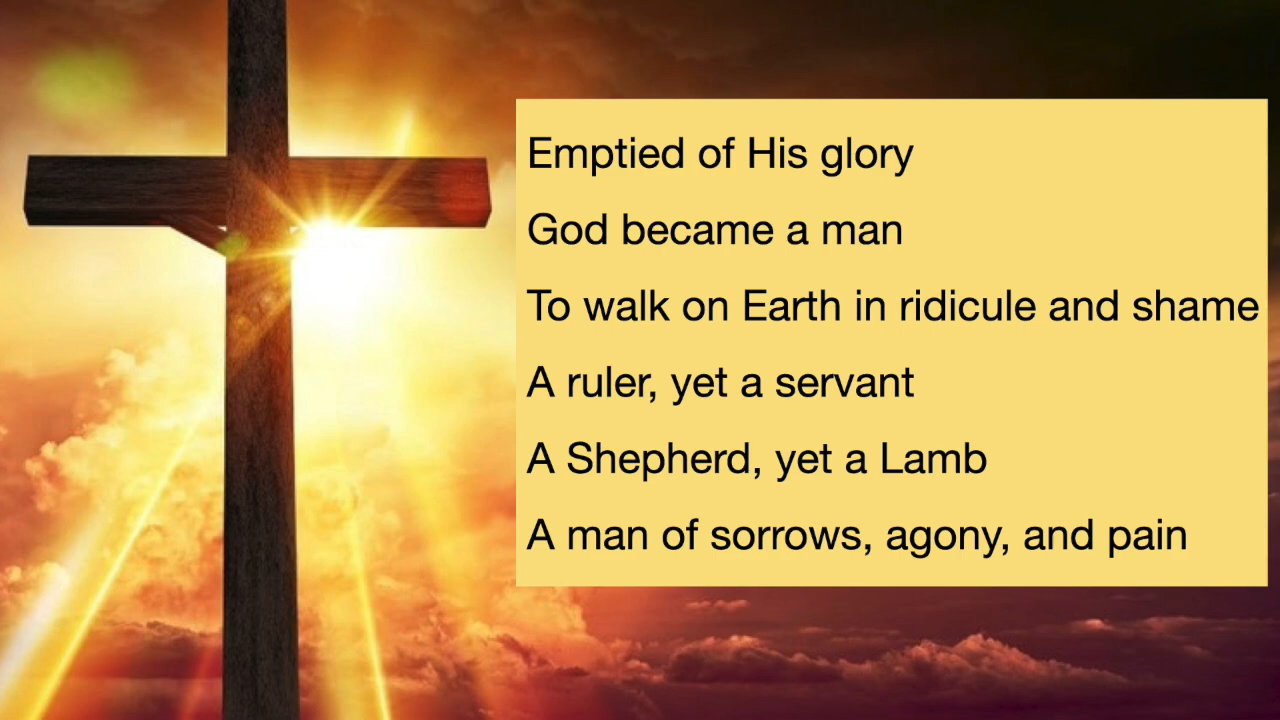 Emptied of His glory
God became a man
To walk on Earth in ridicule and shame
A ruler, yet a servant
A Shepherd, yet a Lamb
A man of sorrows, agony, and pain